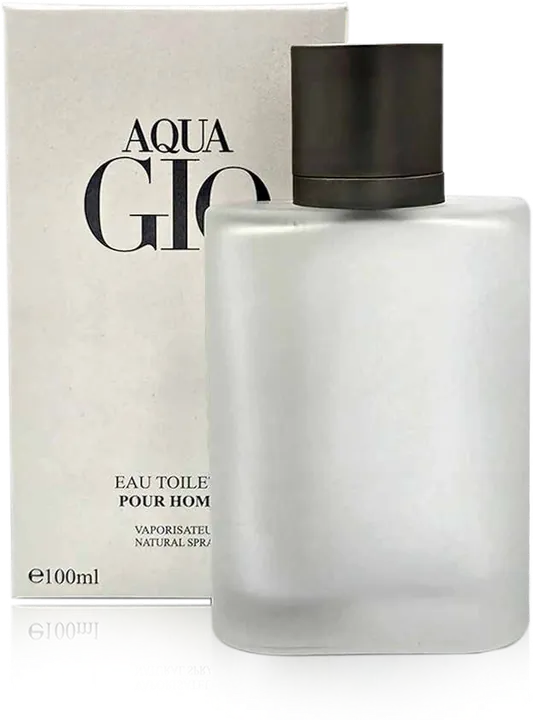 AQUA
GIO
EAU TOILET
POUR HOM
VAPORISATEU
NATURAL SPRA
e100ml